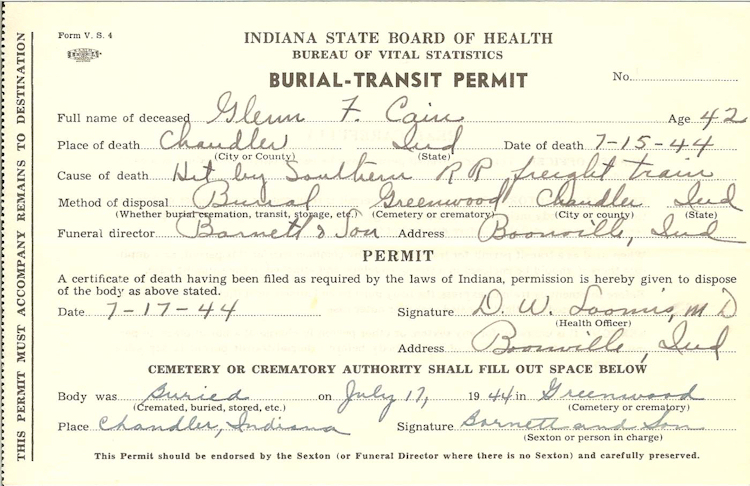 Form V. S. 4
INDIANA STATE BOARD OF HEALTH
BUREAU OF VITAL STATISTICS
BURIAL-TRANSIT PERMIT
No.
Full name of deceased Glenn F. Cain Age 42
Place of death Chandler Ind Date of death 7-15-44
(City or County) (State)
Cause of death Hit by Southern RR freight train
Method of disposal Burial Greenwood Chandler Ind
(Whether burial, cremation, transit, storage, etc.) (Cemetery or crematory) (City or county) (State)
Funeral director Barnett & Son Address Boonville, Ind
PERMIT
A certificate of death having been filed as required by the laws of Indiana, permission is hereby given to dispose
of the body as above stated.
Date 7-17-44 Signature D. W. Loomis, M D
(Health Officer)
Address Boonville, Ind
CEMETERY OR CREMATORY AUTHORITY SHALL FILL OUT SPACE BELOW
Body was Buried on July 17, 1944 in Greenwood
(Cremated, buried, stored, etc.) (Cemetery or crematory)
Place Chandler, Indiana Signature Barnett and Son
(Sexton or person in charge)
This Permit should be endorsed by the Sexton (or Funeral Director where there is no Sexton) and carefully preserved.
THIS PERMIT MUST ACCOMPANY REMAINS TO DESTINATION